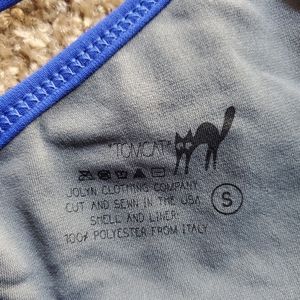 "TOMCAT"
JOLYN CLOTHING COMPANY
CUT AND SEWN IN THE USA
S
SHELL AND LINER:
100% POLYESTER FROM ITALY